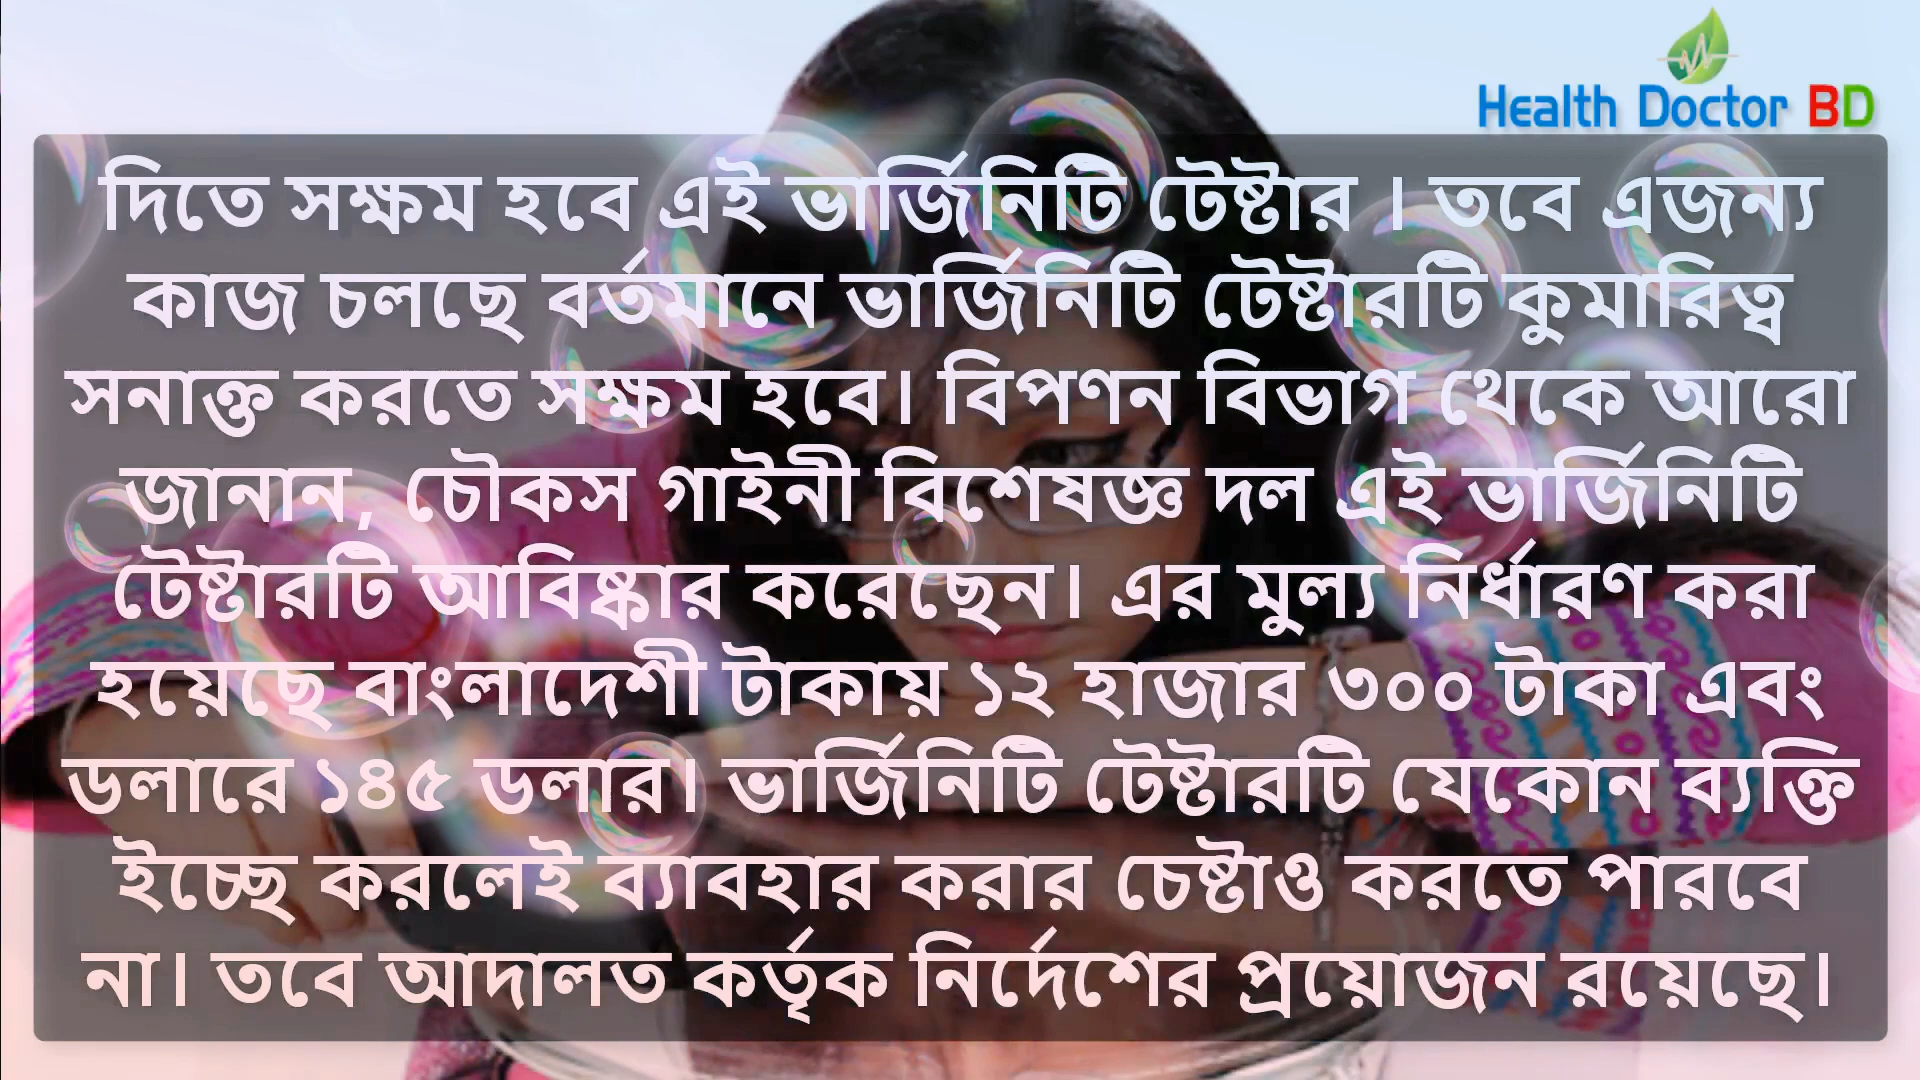 Health Doctor BD
দিতে সক্ষম হবে এই ভার্জিনিটি টেষ্টার । তবে এজন্য
কাজ চলছে বর্তমানে ভার্জিনিটি টেষ্টারটি কুমারিত্ব
সনাক্ত করতে সক্ষম হবে। বিপণন বিভাগ থেকে আরো
জানান, চৌকস গাইনী বিশেষজ্ঞ দল এই ভার্জিনিটি
টেষ্টারটি আবিষ্কার করেছেন। এর মুল্য নির্ধারণ করা
হয়েছে বাংলাদেশী টাকায় ১২ হাজার ৩০০ টাকা এবং
ডলারে ১৪৫ ডলার। ভার্জিনিটি টেষ্টারটি যেকোন ব্যক্তি
ইচ্ছে করলেই ব্যাবহার করার চেষ্টাও করতে পারবে
না। তবে আদালত কর্তৃক নির্দেশের প্রয়োজন রয়েছে।